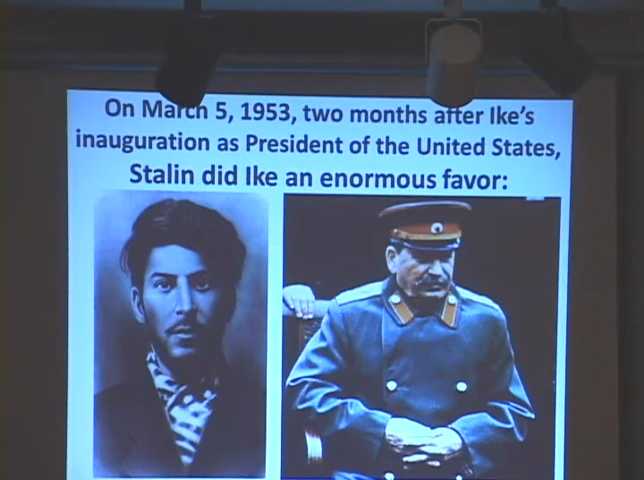 On March 5, 1953, two months after Ike's
inauguration as President of the United States,
Stalin did Ike an enormous favor: